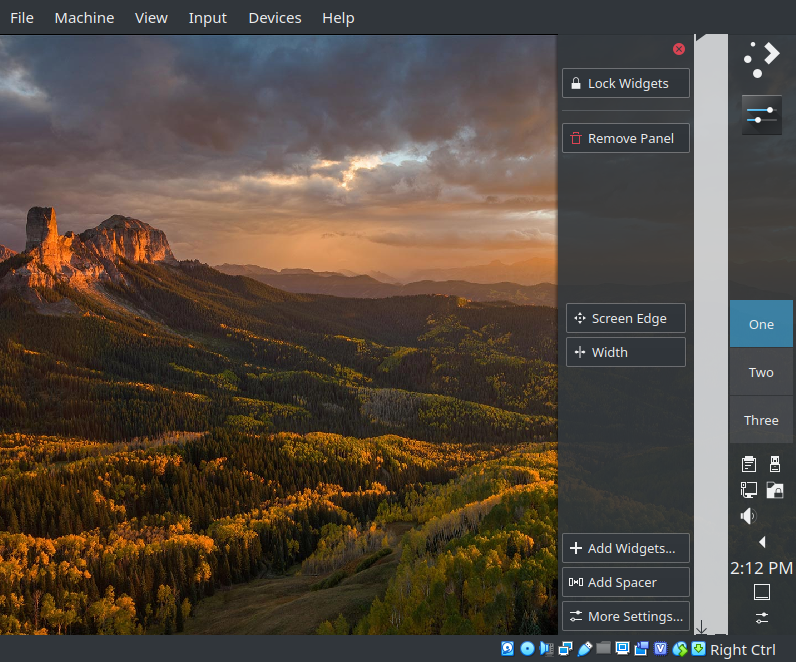 File Machine View Input Devices Help
Lock Widgets
Remove Panel
Screen Edge
Width
Add Widgets...
Add Spacer
More Settings...
One
Two
Three
2:12 PM
Right Ctrl